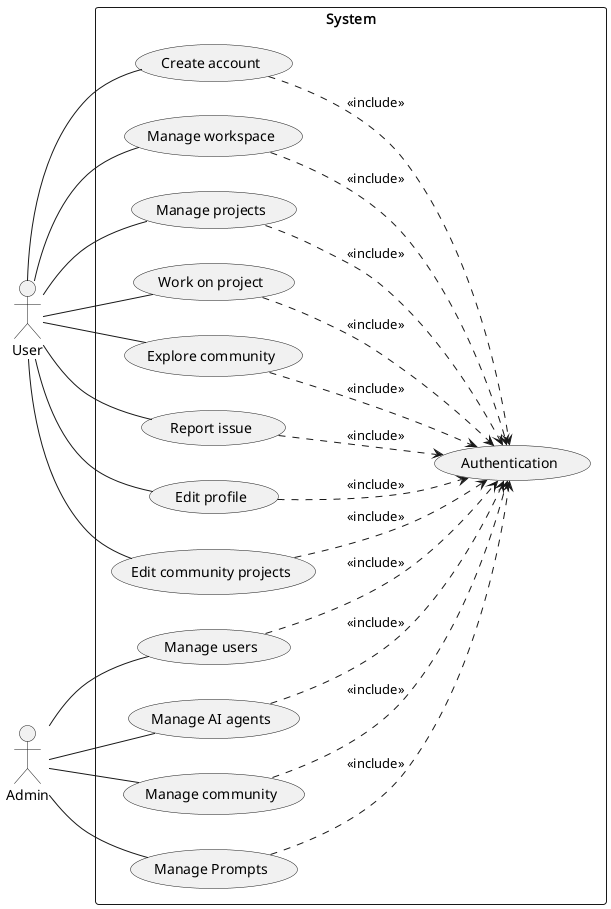 System
Create account
«include»
Manage workspace
«include»
Manage projects
«include»
Work on project
«include»
Explore community
«include»
Report issue
«include»
Edit profile
«include»
Edit community projects
«include»
Manage users
«include»
Manage AI agents
Manage community
«include»
Manage Prompts
«include»
Authentication
User
Admin